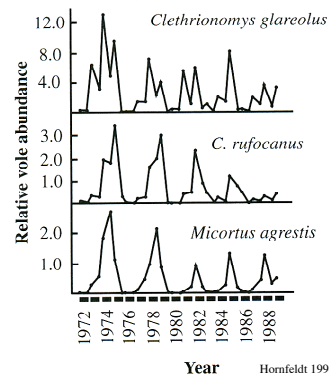 Clethrionomys glareolus
12.0
8.0
4.0
C. rufocanus
3.0
2.0
1.0
Micortus agrestis
2.0
1.0
Relative vole abundance
1972
1974
1976
1978
1980
1982
1984
1986
1988
Year
Hornfeldt 199